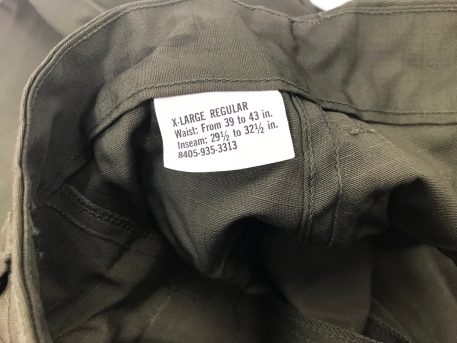 X-LARGE REGULAR
Waist: From 39 to 43 in.
Inseam: 29½ to 32½ in.
8405-935-3313